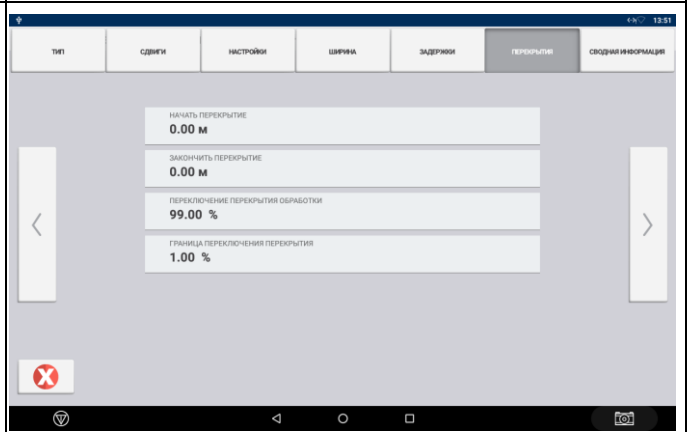 13:51
ТИП
СДВИГИ
НАСТРОЙКИ
ШИРИНА
ЗАДЕРЖКИ
ПЕРЕКРЫТИЯ
СВОДНАЯ ИНФОРМАЦИЯ
НАЧАТЬ ПЕРЕКРЫТИЕ
0.00 м
ЗАКОНЧИТЬ ПЕРЕКРЫТИЕ
0.00 м
ПЕРЕКЛЮЧЕНИЕ ПЕРЕКРЫТИЯ ОБРАБОТКИ
99.00 %
ГРАНИЦА ПЕРЕКЛЮЧЕНИЯ ПЕРЕКРЫТИЯ
1.00 %